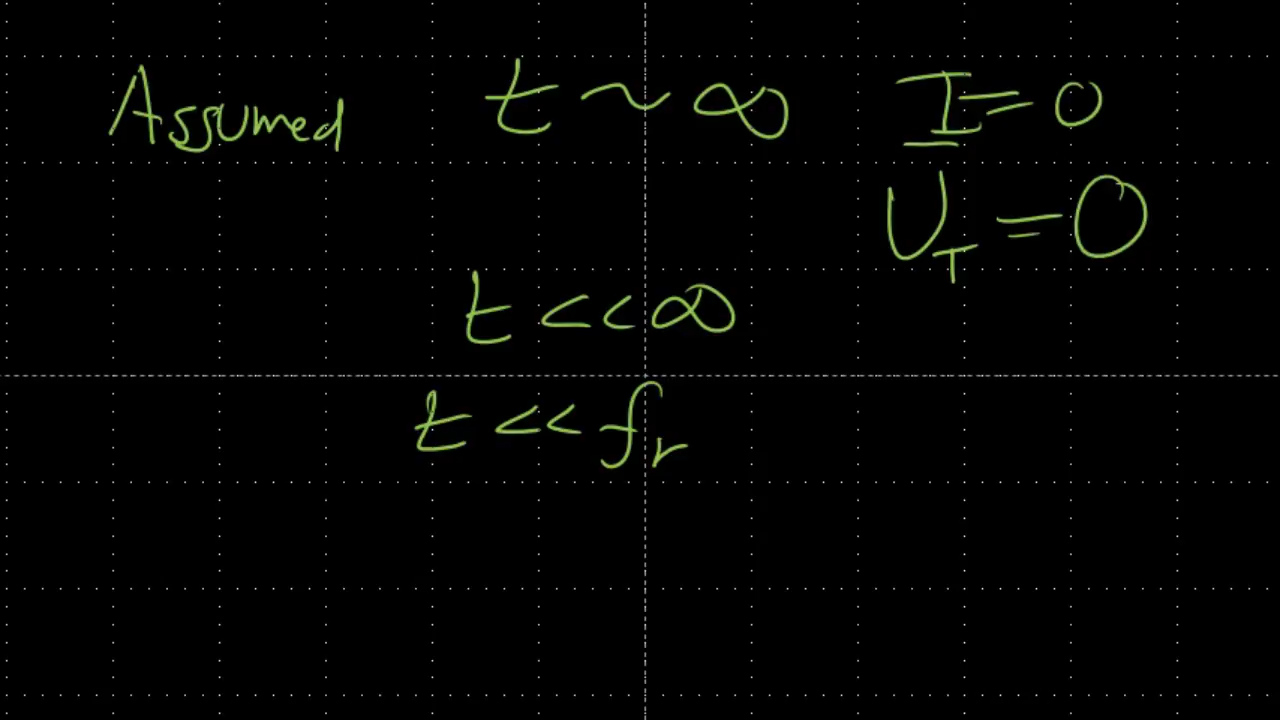 Assumed t ~ ∞ I = 0
U_T = 0
t << ∞
t << f_r